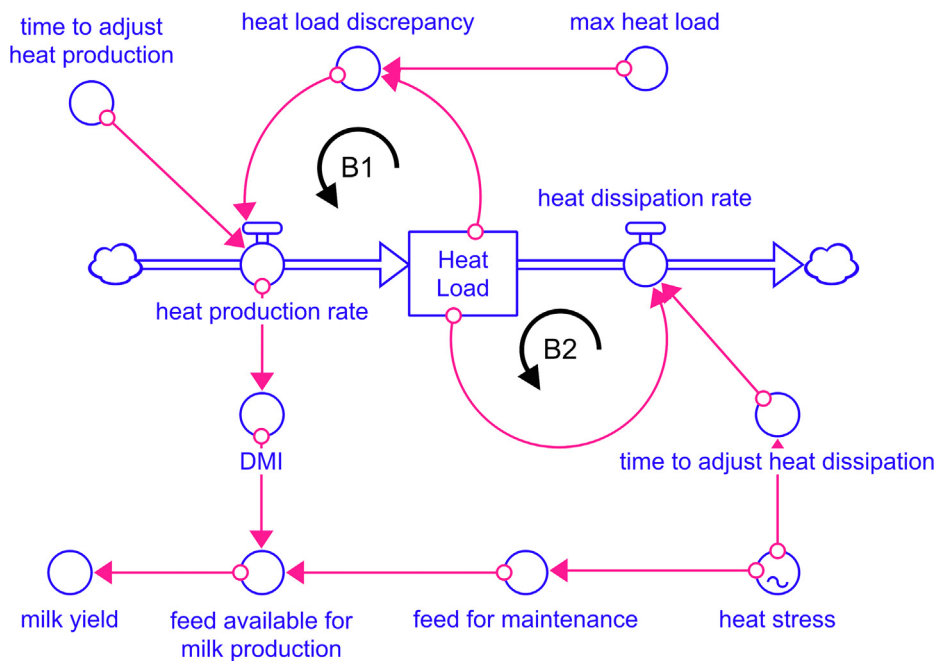 time to adjust
heat production
heat load discrepancy
max heat load
B1
heat dissipation rate
Heat
Load
heat production rate
B2
DMI
time to adjust heat dissipation
milk yield
feed available for
milk production
feed for maintenance
heat stress